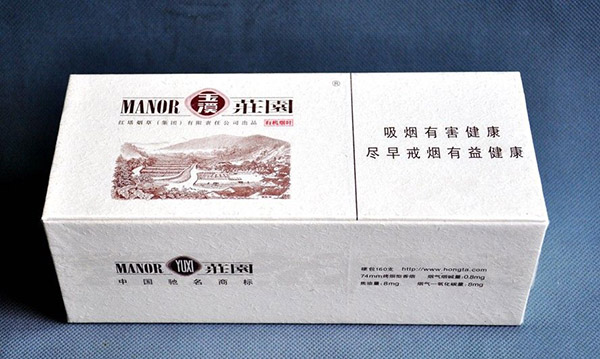 MANOR 玉溪 莊園 ®
红塔烟草(集团)有限责任公司出品 有机烟叶
吸烟有害健康
尽早戒烟有益健康
MANOR YUXI 莊園
中国驰名商标
硬包160支 http://www.hongta.com
74mm烤烟型香烟 烟气烟碱量:0.8mg
焦油量:8mg 烟气一氧化碳量:8mg